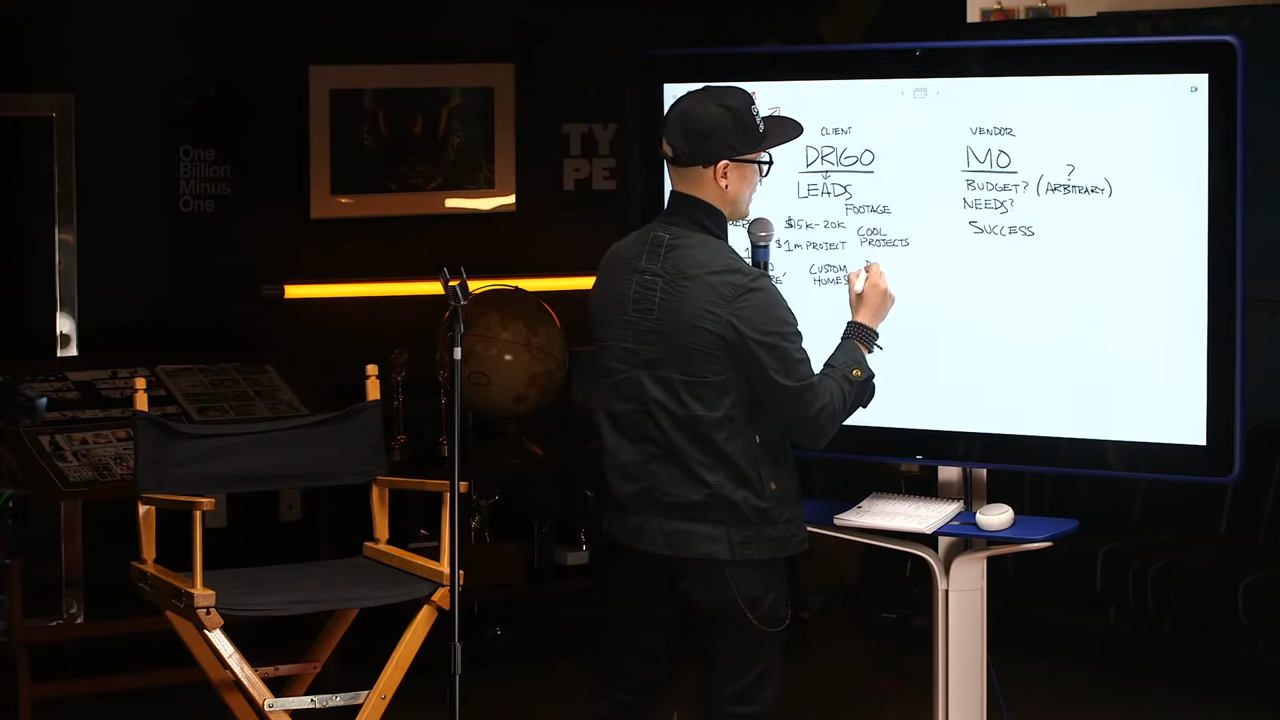 One
Billion
Minus
One
TY
PE
CLIENT
DRIGO
LEADS
FOOTAGE
$15K-20K
COOL
PROJECTS
$1m PROJECT
CUSTOM
HOMES
VENDOR
MO
?
BUDGET? (ARBITRARY)
NEEDS?
SUCCESS